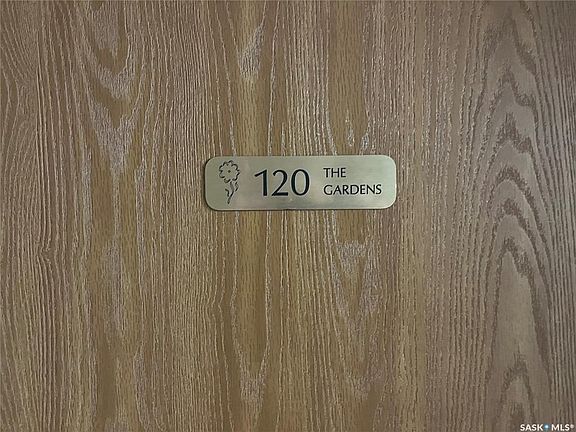 120 THE
GARDENS
SASK MLS®